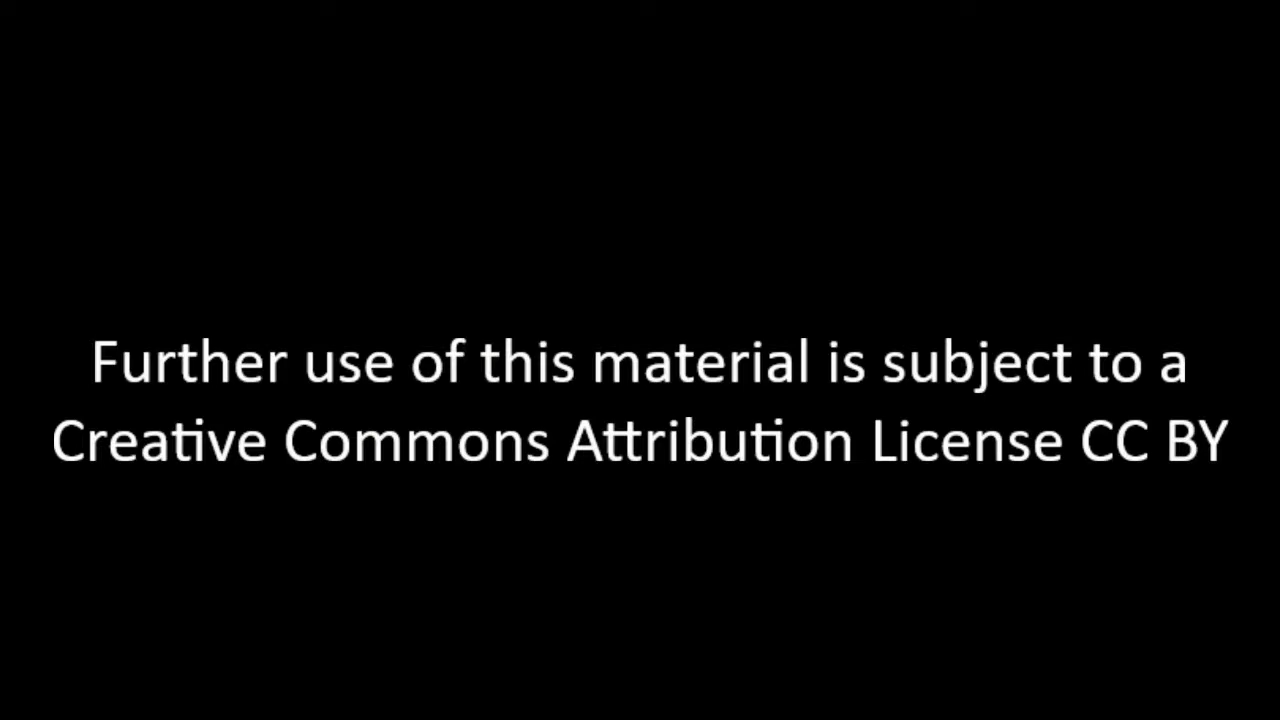 Further use of this material is subject to a
Creative Commons Attribution License CC BY